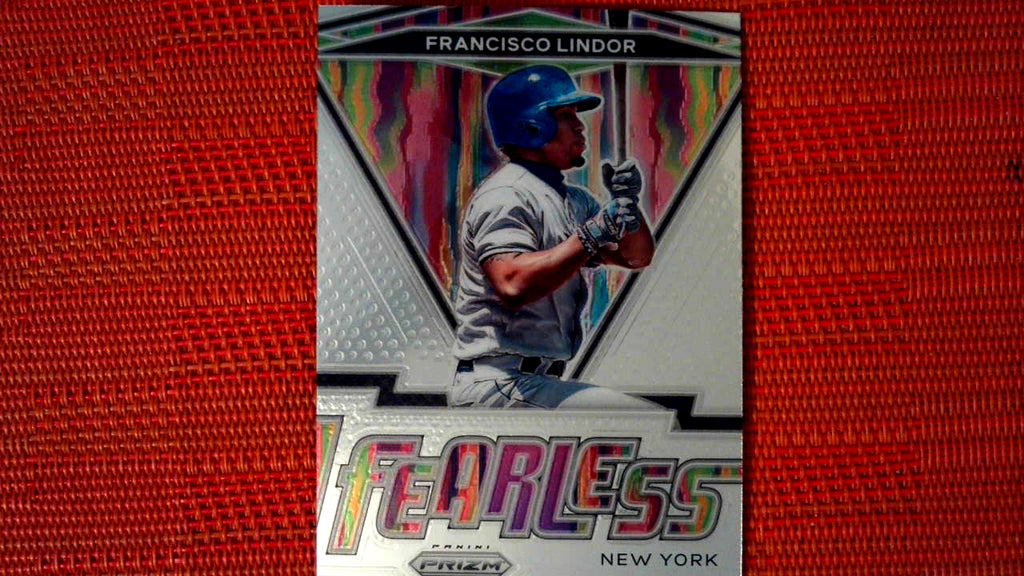 FRANCISCO LINDOR
FEARLESS
PANINI
PRIZM
NEW YORK